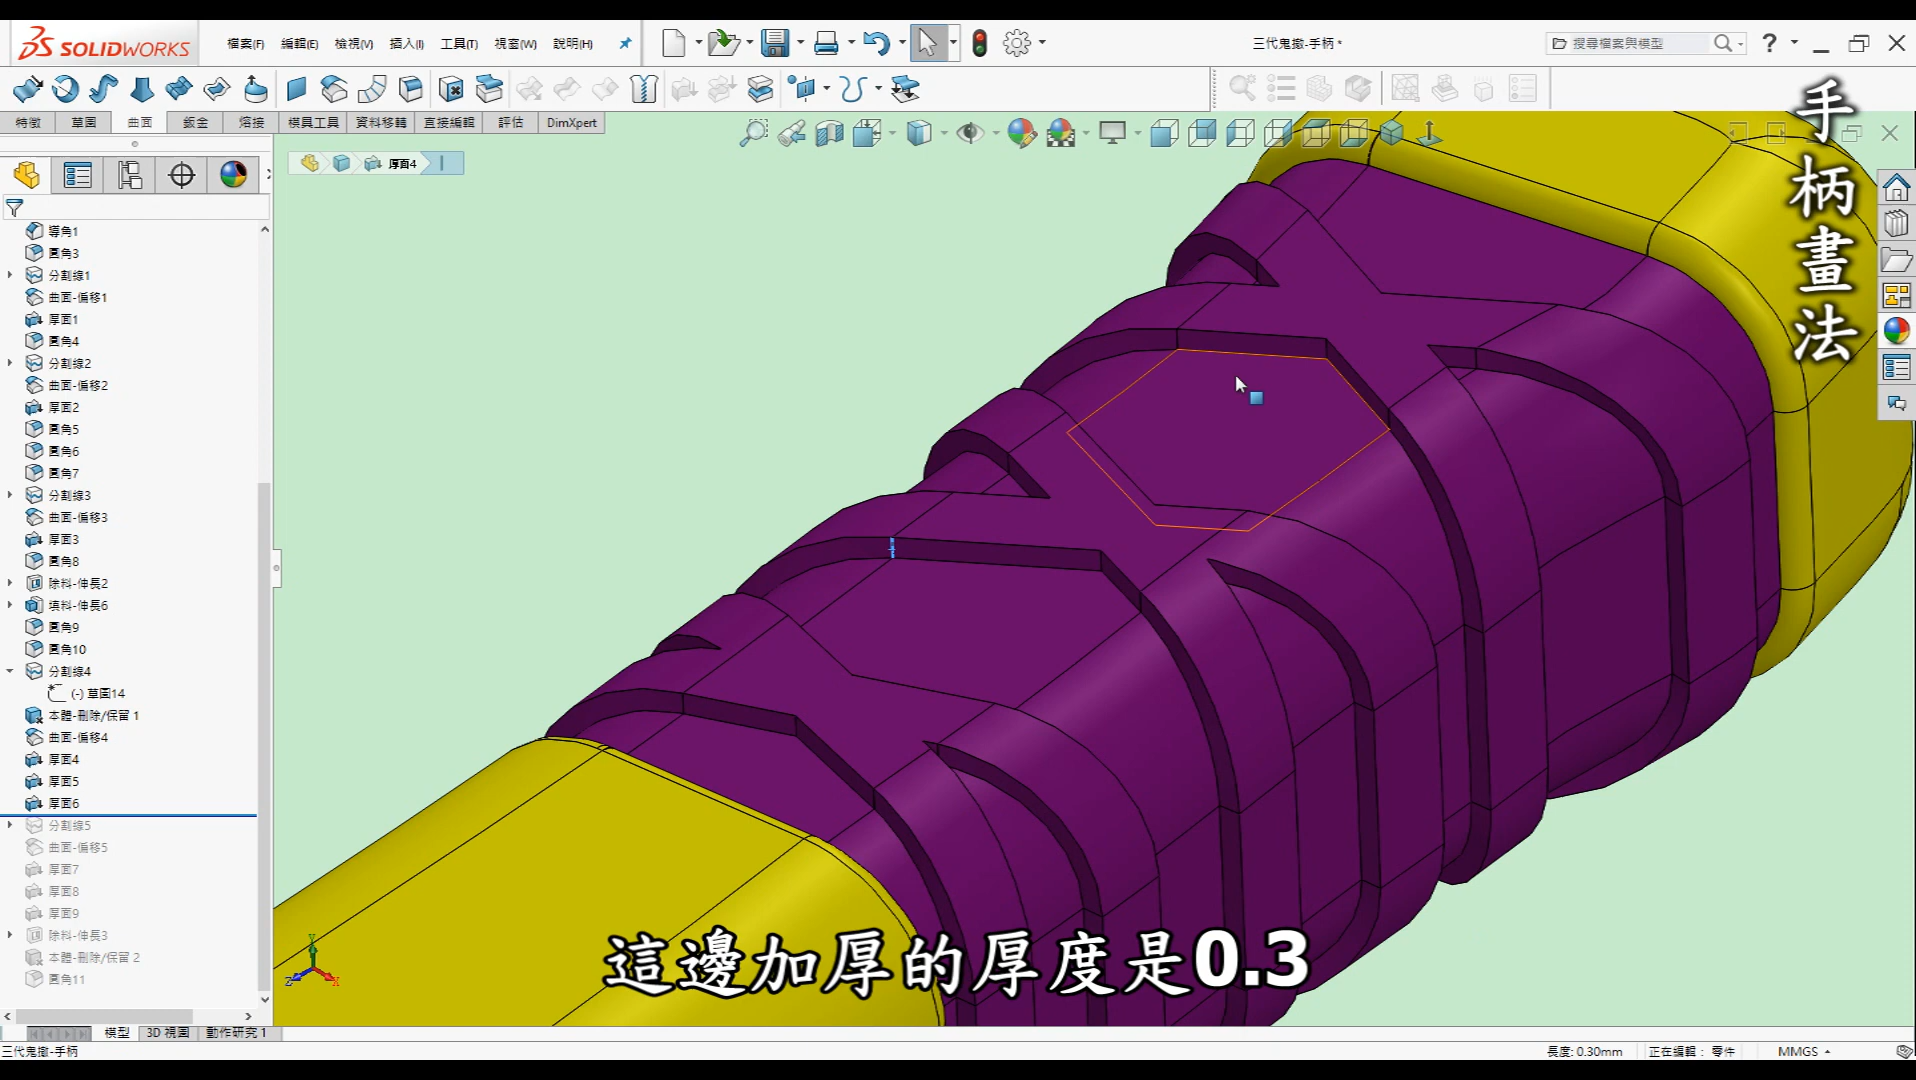 SOLIDWORKS
檔案(F) 編輯(E) 檢視(V) 插入(I) 工具(T) 視窗(W) 說明(H)
三代鬼撤-手柄 *
搜尋檔案與模型
特徵 草圖 曲面 鈑金 熔接 模具工具 資料移轉 直接編輯 評估 DimXpert
厚面4
手柄畫法
導角1
圓角3
分割線1
曲面-偏移1
厚面1
圓角4
分割線2
曲面-偏移2
厚面2
圓角5
圓角6
圓角7
分割線3
曲面-偏移3
厚面3
圓角8
除料-伸長2
填料-伸長6
圓角9
圓角10
分割線4
(-) 草圖14
本體-刪除/保留 1
曲面-偏移4
厚面4
厚面5
厚面6
分割線5
曲面-偏移5
厚面7
厚面8
厚面9
除料-伸長3
本體-刪除/保留 2
圓角11
Y
Z X
這邊加厚的厚度是0.3
模型 3D 視圖 動作研究 1
三代鬼撤-手柄
長度: 0.30mm 正在編輯： 零件 MMGS